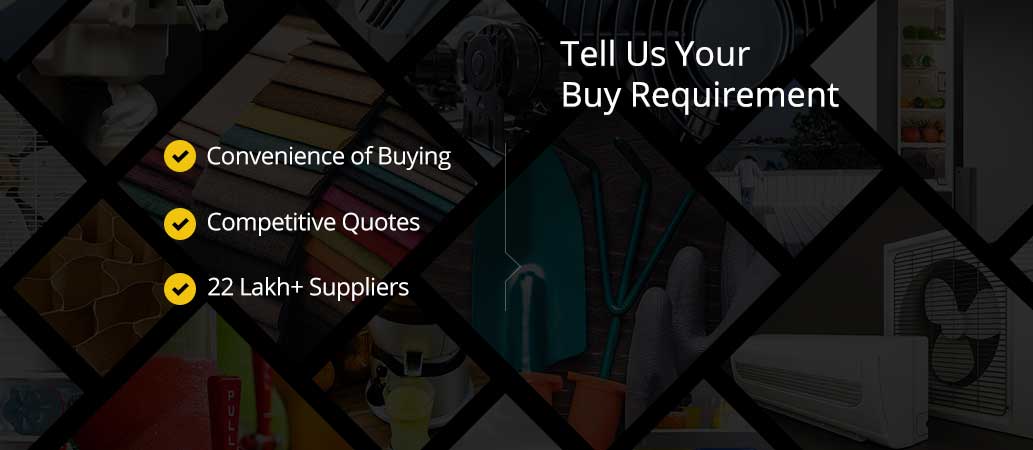 Tell Us Your
Buy Requirement
Convenience of Buying
Competitive Quotes
22 Lakh+ Suppliers
PULL